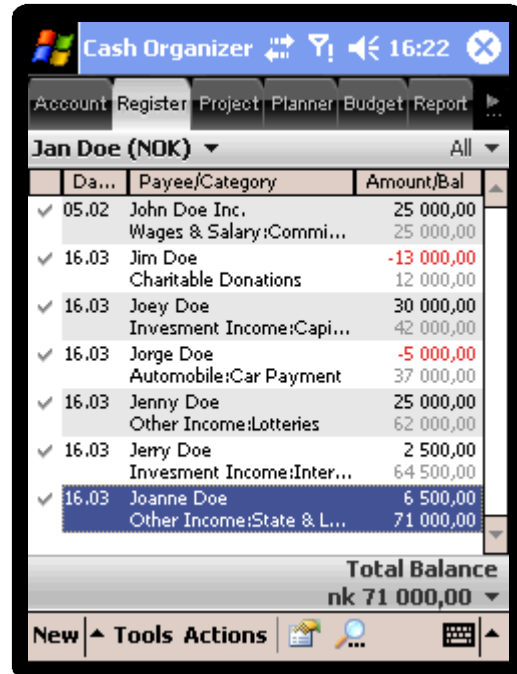 Cash Organizer 16:22
Account Register Project Planner Budget Report
Jan Doe (NOK) All
Da... Payee/Category Amount/Bal
05.02 John Doe Inc. 25 000,00
Wages & Salary:Commi... 25 000,00
16.03 Jim Doe -13 000,00
Charitable Donations 12 000,00
16.03 Joey Doe 30 000,00
Invesment Income:Capi... 42 000,00
16.03 Jorge Doe -5 000,00
Automobile:Car Payment 37 000,00
16.03 Jenny Doe 25 000,00
Other Income:Lotteries 62 000,00
16.03 Jerry Doe 2 500,00
Invesment Income:Inter... 64 500,00
16.03 Joanne Doe 6 500,00
Other Income:State & L... 71 000,00
Total Balance
nk 71 000,00
New Tools Actions